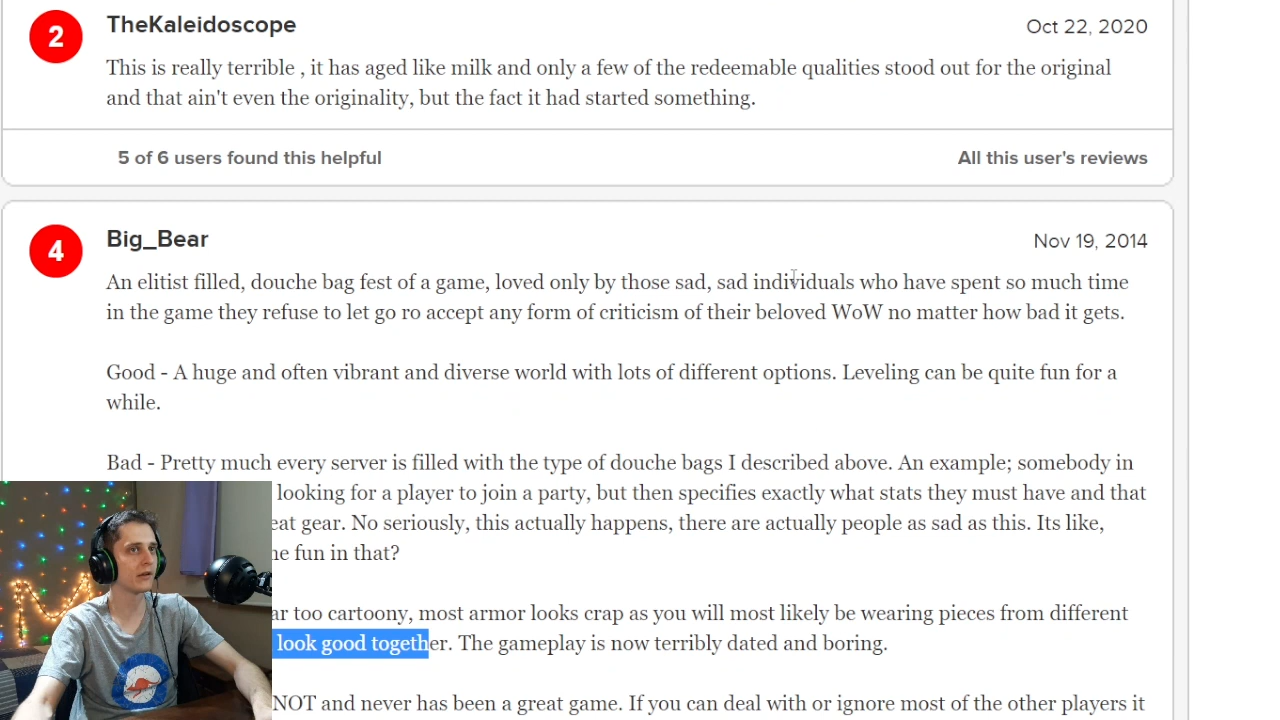 2
TheKaleidoscope
Oct 22, 2020
This is really terrible , it has aged like milk and only a few of the redeemable qualities stood out for the original
and that ain't even the originality, but the fact it had started something.
5 of 6 users found this helpful
All this user's reviews
4
Big_Bear
Nov 19, 2014
An elitist filled, douche bag fest of a game, loved only by those sad, sad individuals who have spent so much time
in the game they refuse to let go ro accept any form of criticism of their beloved WoW no matter how bad it gets.
Good - A huge and often vibrant and diverse world with lots of different options. Leveling can be quite fun for a
while.
Bad - Pretty much every server is filled with the type of douche bags I described above. An example; somebody in
looking for a player to join a party, but then specifies exactly what stats they must have and that
gear. No seriously, this actually happens, there are actually people as sad as this. Its like,
fun in that?
too cartoony, most armor looks crap as you will most likely be wearing pieces from different
look good together. The gameplay is now terribly dated and boring.
NOT and never has been a great game. If you can deal with or ignore most of the other players it